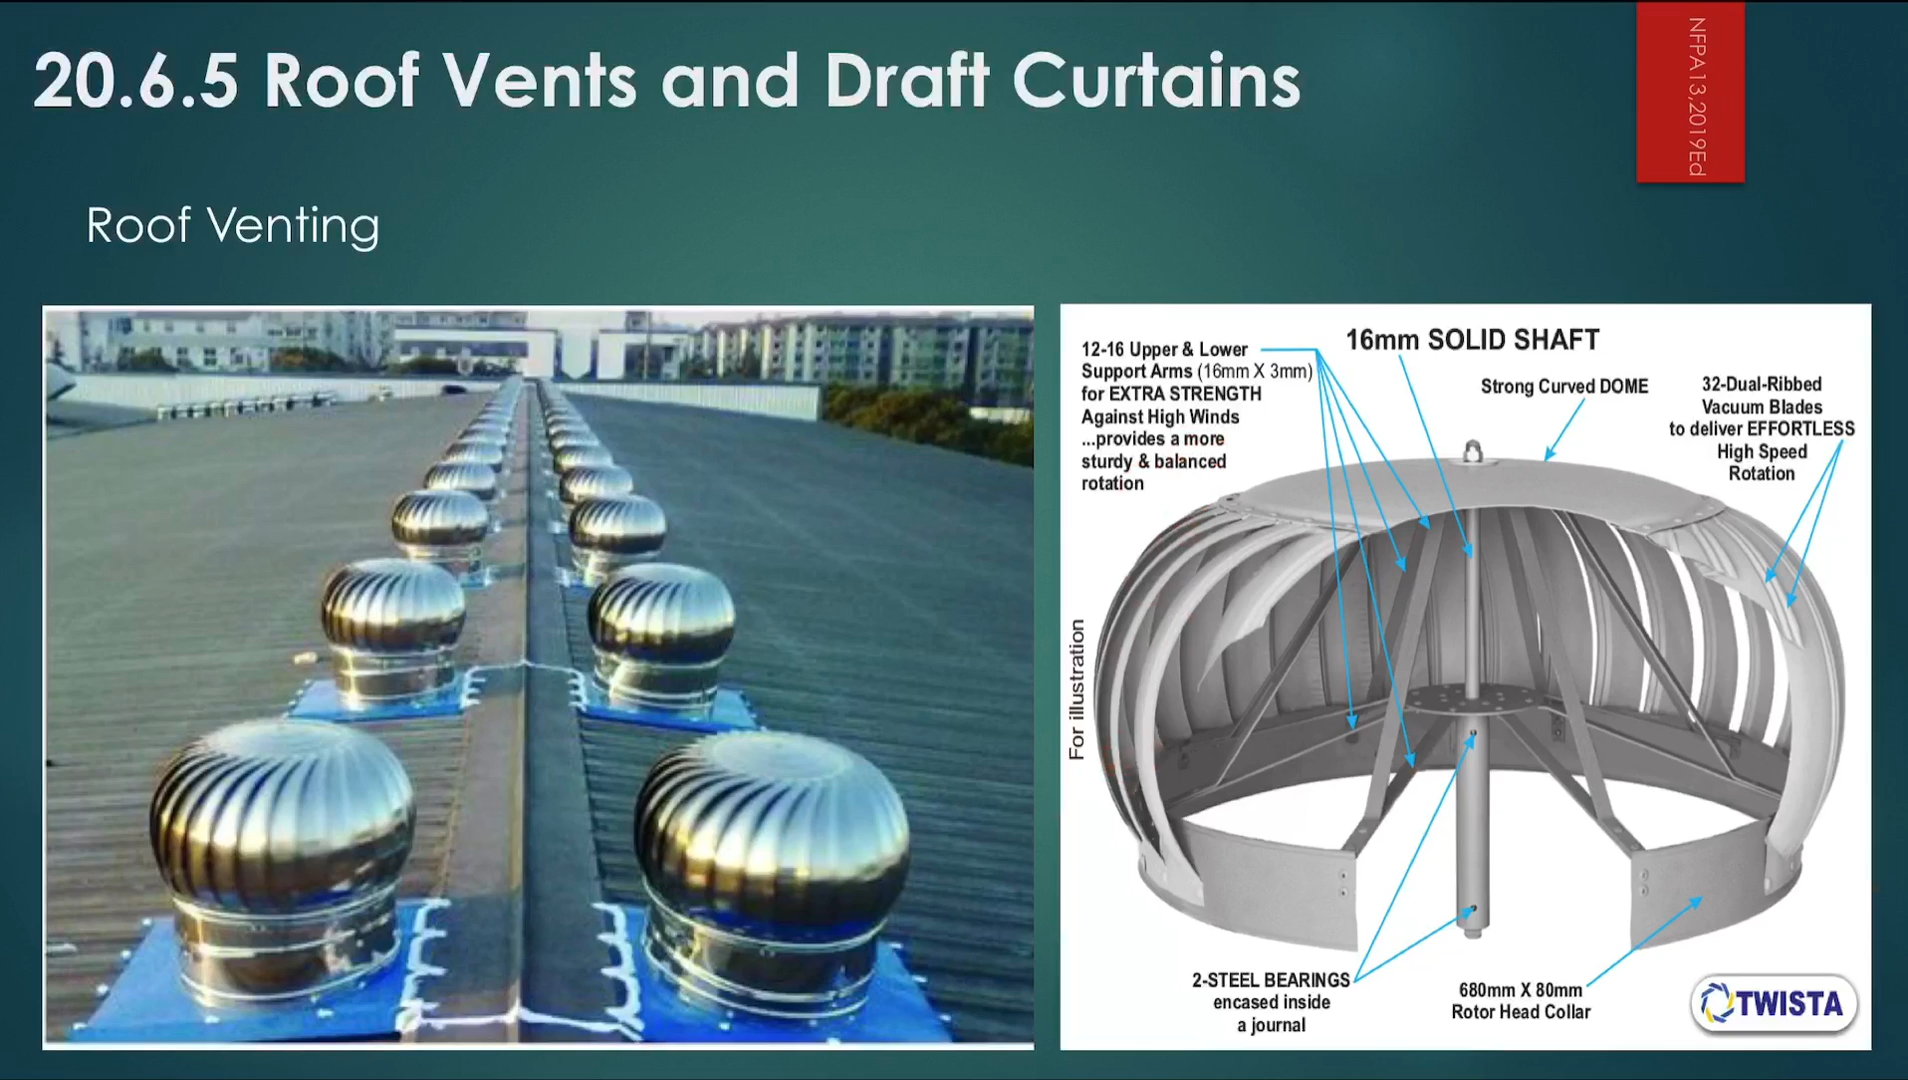 20.6.5 Roof Vents and Draft Curtains
NFPA13,2019Ed
Roof Venting
12-16 Upper & Lower
Support Arms (16mm X 3mm)
for EXTRA STRENGTH
Against High Winds
...provides a more
sturdy & balanced
rotation
16mm SOLID SHAFT
Strong Curved DOME
32-Dual-Ribbed
Vacuum Blades
to deliver EFFORTLESS
High Speed
Rotation
For illustration
2-STEEL BEARINGS
encased inside
a journal
680mm X 80mm
Rotor Head Collar
TWISTA